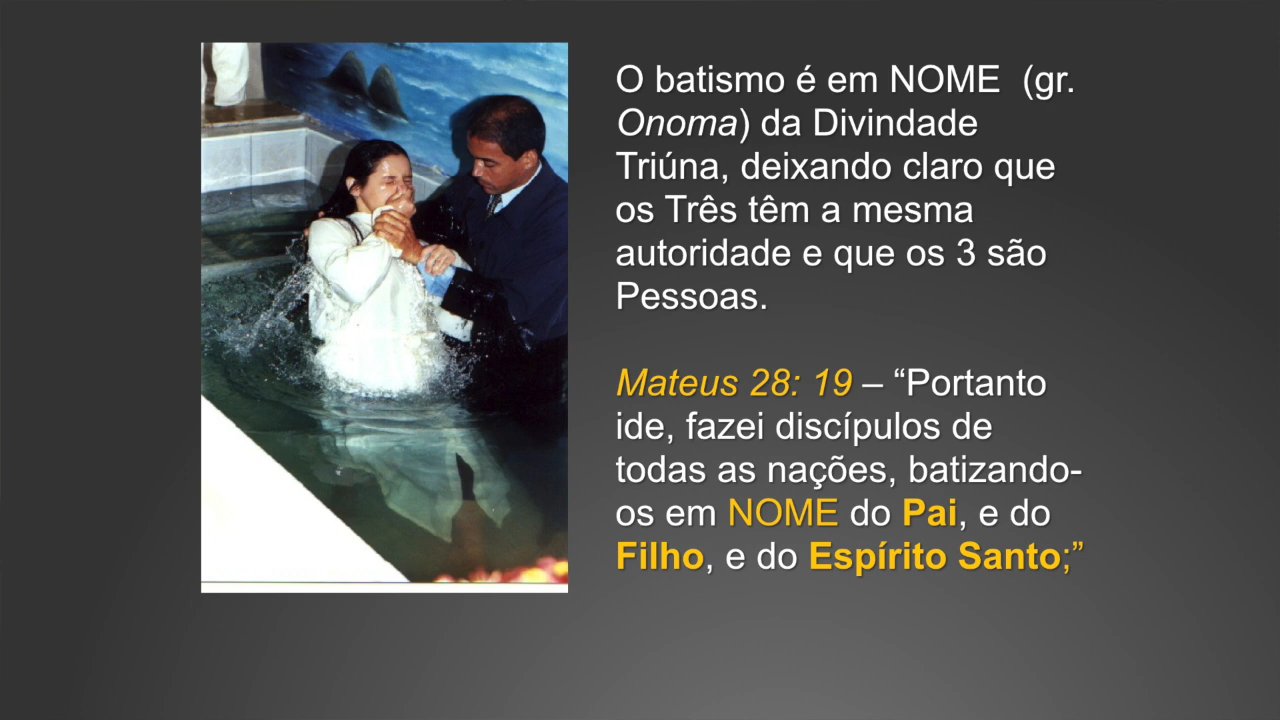 O batismo é em NOME  (gr.
Onoma) da Divindade
Triúna, deixando claro que
os Três têm a mesma
autoridade e que os 3 são
Pessoas.
Mateus 28: 19 – “Portanto
ide, fazei discípulos de
todas as nações, batizando-
os em NOME do Pai, e do
Filho, e do Espírito Santo;”